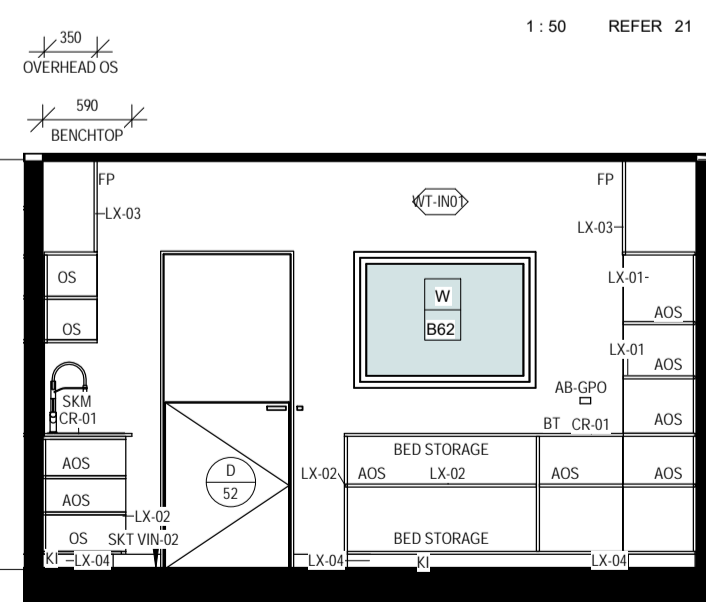 1 : 50 REFER 21
350
OVERHEAD OS
590
BENCHTOP
FP
FP
WT-IN01
LX-03
LX-03
OS
LX-01
W
AOS
OS
B62
LX-01
AOS
AB-GPO
SKM
CR-01
BT CR-01
AOS
BED STORAGE
AOS
D
LX-02
AOS
LX-02
AOS
AOS
52
AOS
LX-02
OS
SKT VIN-02
BED STORAGE
KI
LX-04
LX-04
KI
LX-04